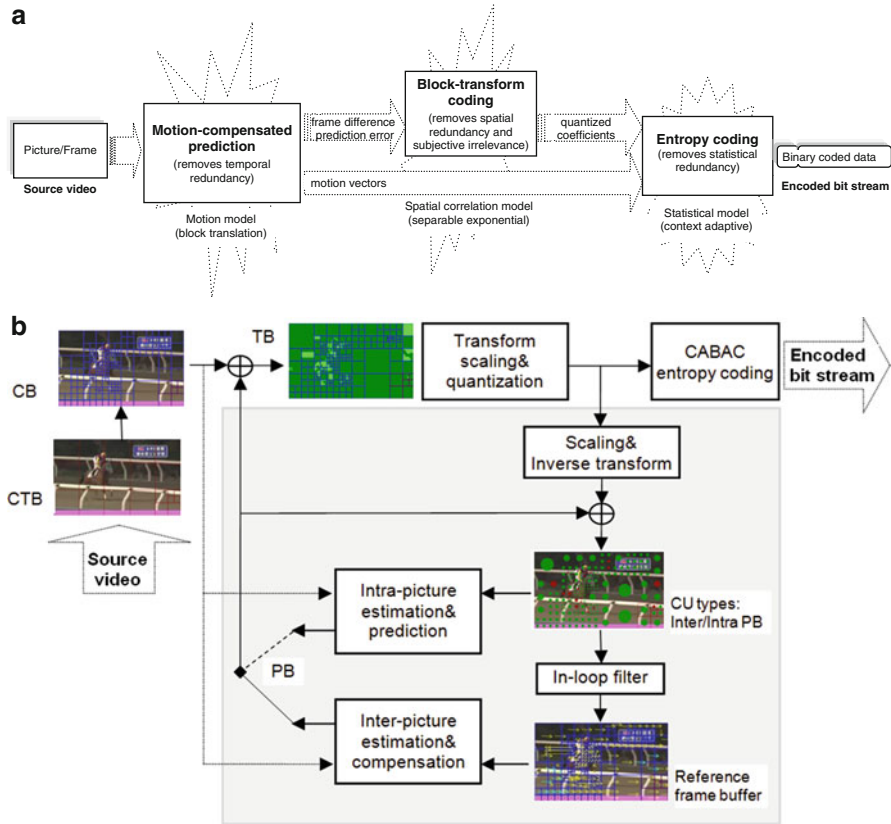 a
Picture/Frame
Source video
Motion-compensated
prediction
(removes temporal
redundancy)
Motion model
(block translation)
frame difference
prediction error
motion vectors
Block-transform
coding
(removes spatial
redundancy and
subjective irrelevance)
Spatial correlation model
(separable exponential)
quantized
coefficients
Entropy coding
(removes statistical
redundancy)
Statistical model
(context adaptive)
Binary coded data
Encoded bit stream
b
CB
CTB
Source
video
TB
Transform
scaling&
quantization
CABAC
entropy coding
Encoded
bit stream
Scaling&
Inverse transform
Intra-picture
estimation&
prediction
CU types:
Inter/Intra PB
PB
In-loop filter
Inter-picture
estimation&
compensation
Reference
frame buffer